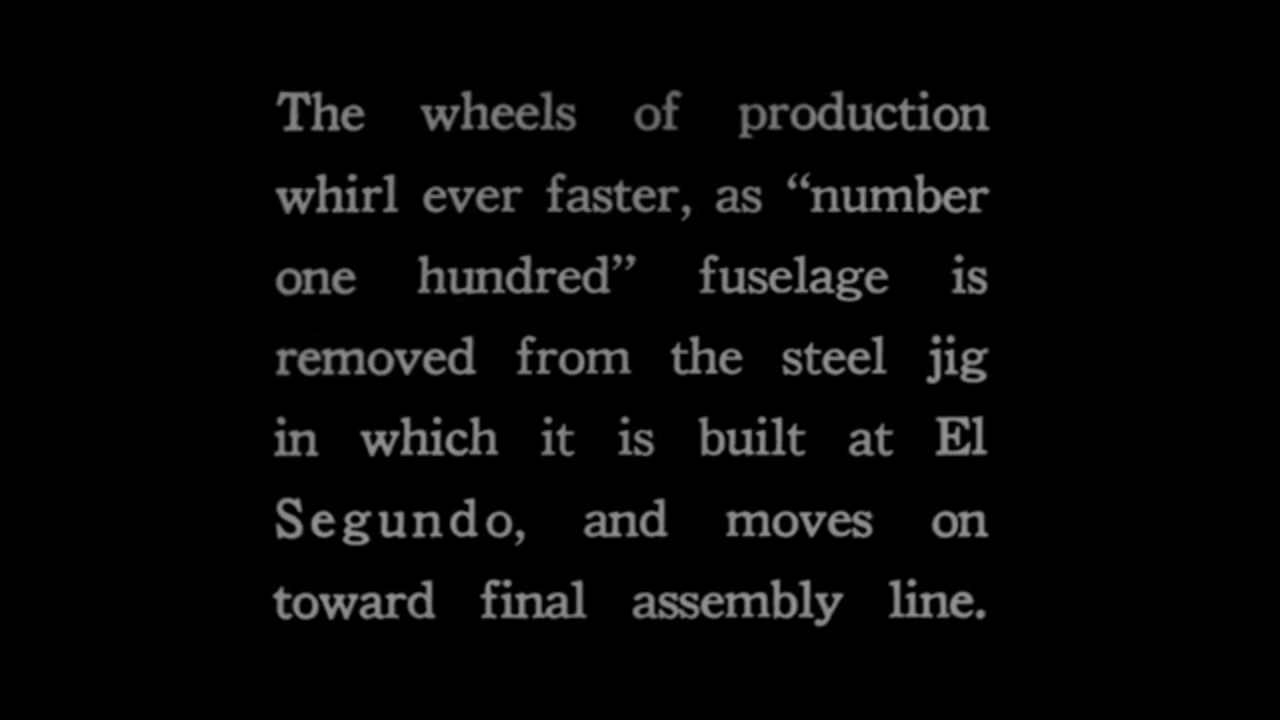 The wheels of production
whirl ever faster, as “number
one hundred” fuselage is
removed from the steel jig
in which it is built at El
Segundo, and moves on
toward final assembly line.